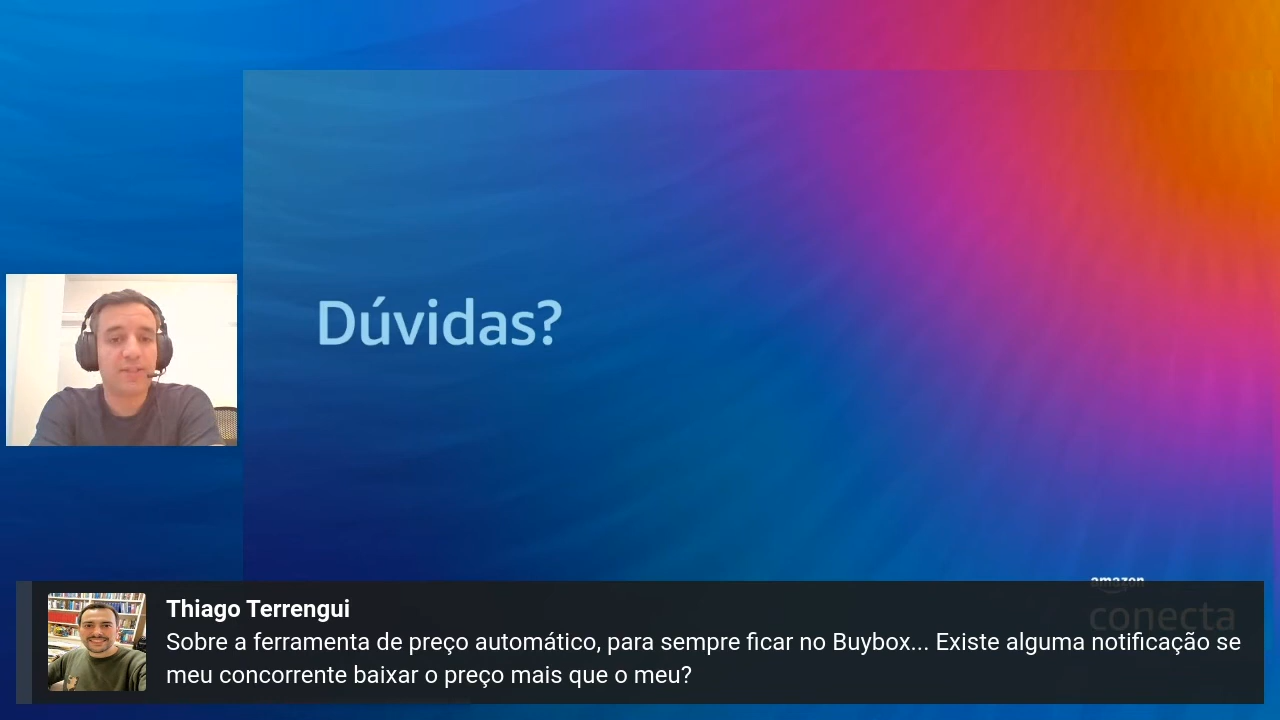 Dúvidas?
amazon
conecta
Thiago Terrengui
Sobre a ferramenta de preço automático, para sempre ficar no Buybox... Existe alguma notificação se
meu concorrente baixar o preço mais que o meu?